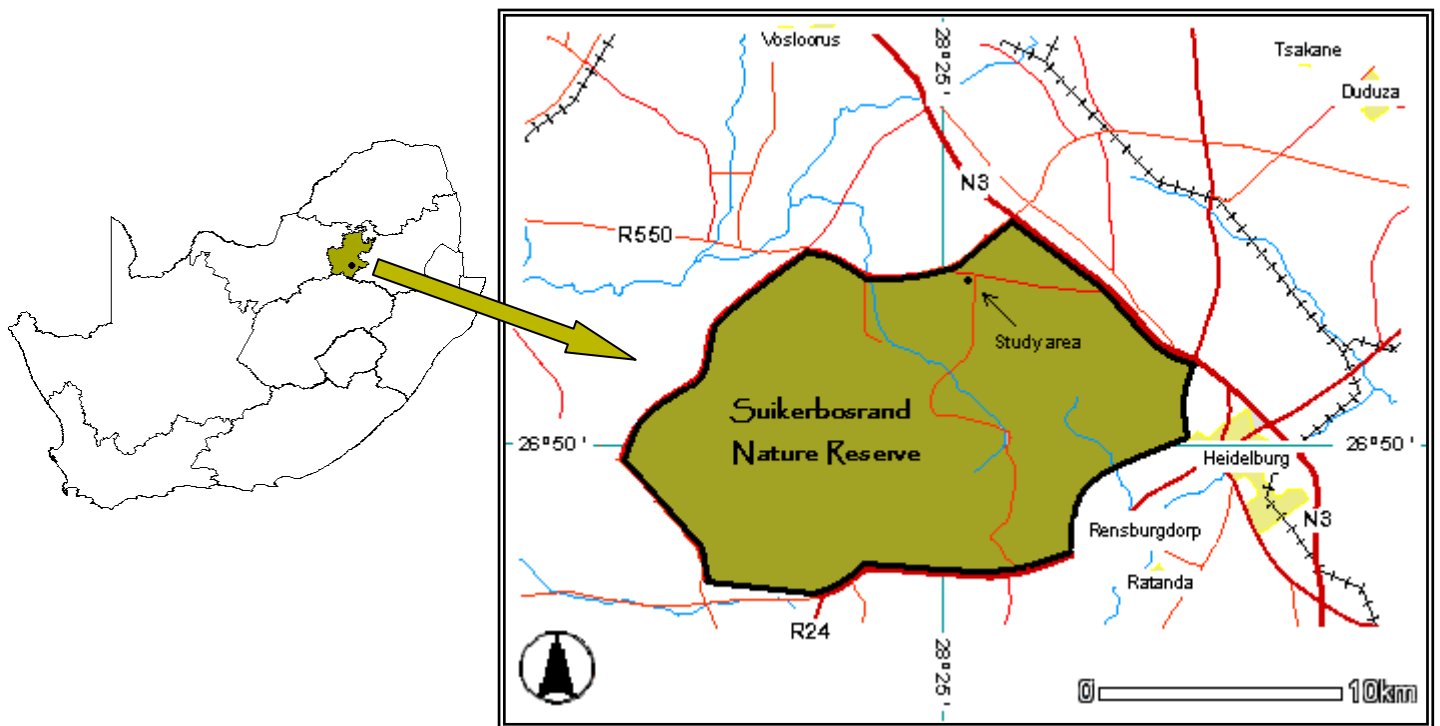 Vosloorus
28°25'
Tsakane
Duduza
N3
R550
Study area
Suikerbosrand
Nature Reserve
26°50'
26°50'
Heidelburg
N3
Rensburgdorp
Ratanda
R24
28°25'
0 10km